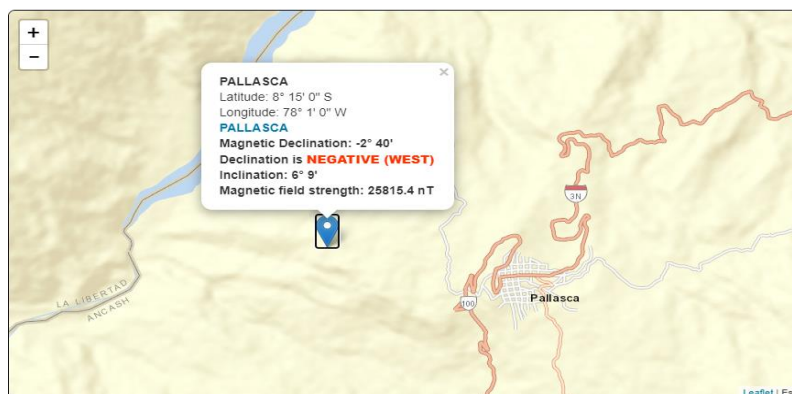 +
−
×
PALLASCA
Latitude: 8° 15' 0" S
Longitude: 78° 1' 0" W
PALLASCA
Magnetic Declination: -2° 40'
Declination is NEGATIVE (WEST)
Inclination: 6° 9'
Magnetic field strength: 25815.4 nT
3N
LA LIBERTAD
ANCASH
100
Pallasca
Leaflet | Es